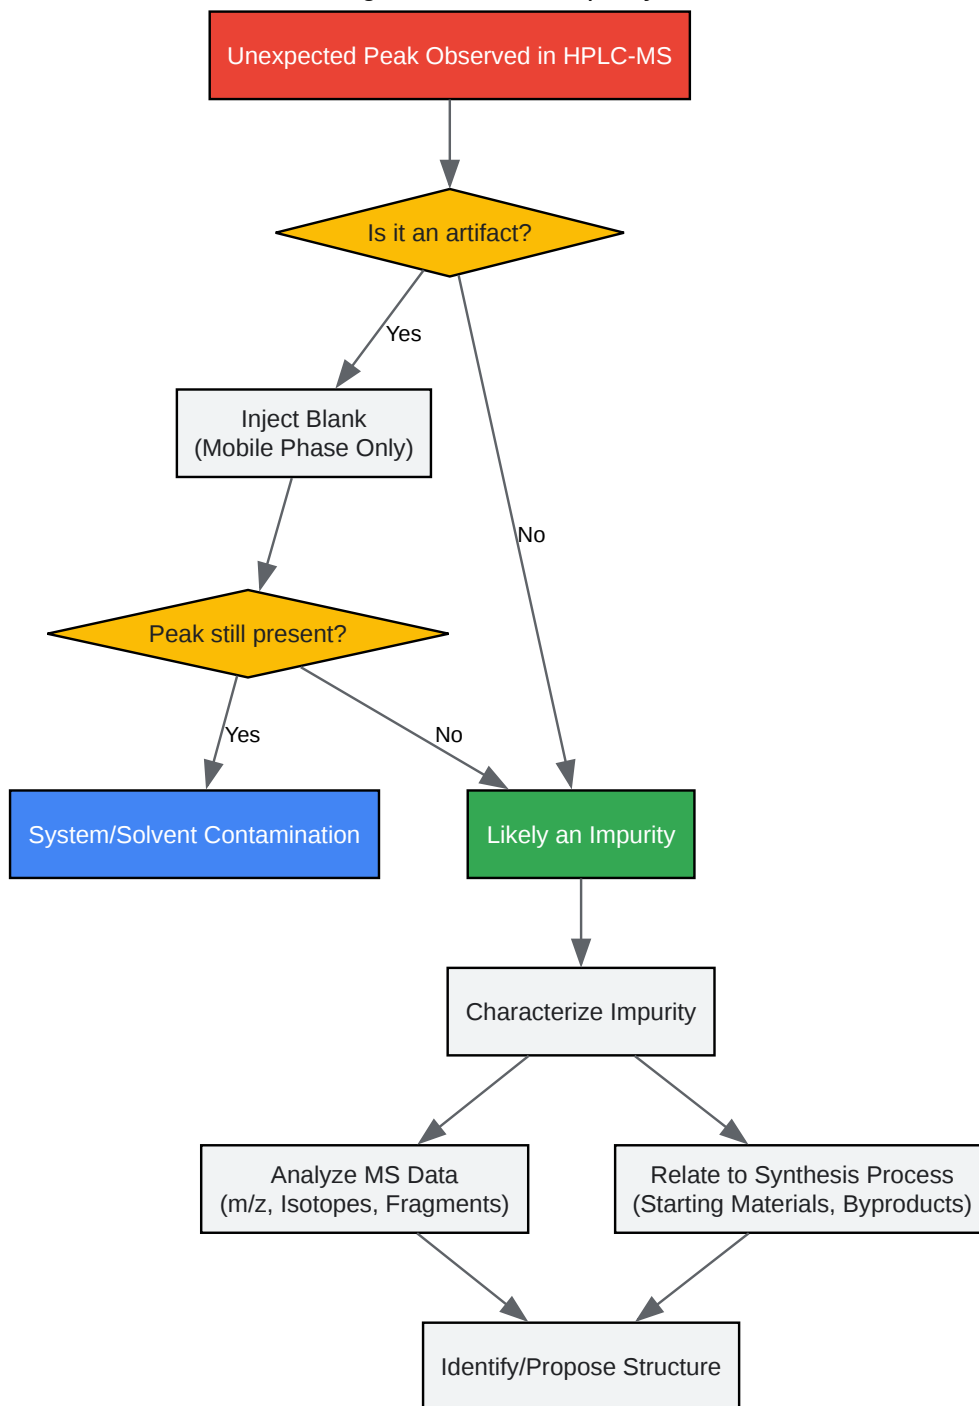 Unexpected Peak Observed in HPLC-MS
Is it an artifact?
Yes
Inject Blank
(Mobile Phase Only)
No
Peak still present?
Yes
No
System/Solvent Contamination
Likely an Impurity
Characterize Impurity
Analyze MS Data
(m/z, Isotopes, Fragments)
Relate to Synthesis Process
(Starting Materials, Byproducts)
Identify/Propose Structure